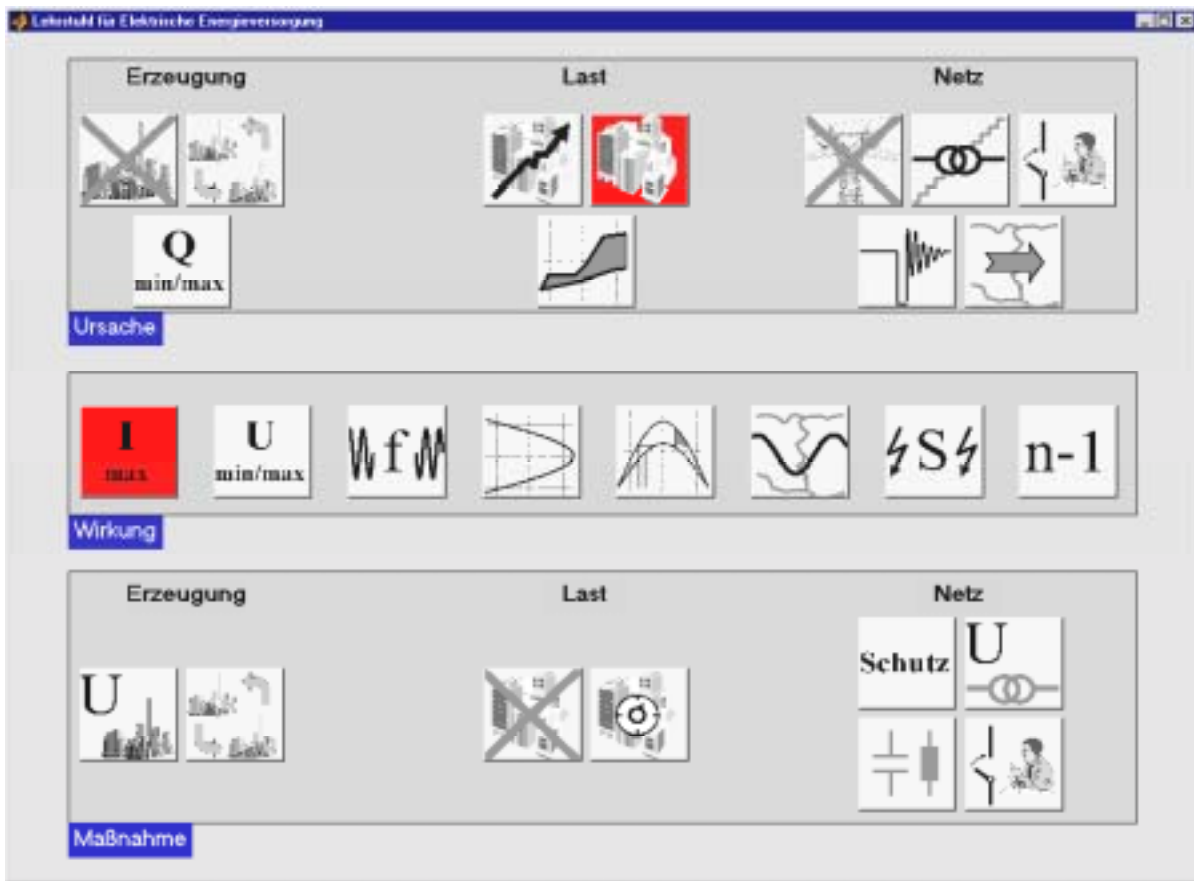 Lehrstuhl für Elektrische Energieversorgung
Erzeugung Last Netz
Q
min/max
Ursache
I
max
U
min/max
f
S
n-1
Wirkung
Erzeugung Last Netz
U
Schutz
U
Maßnahme